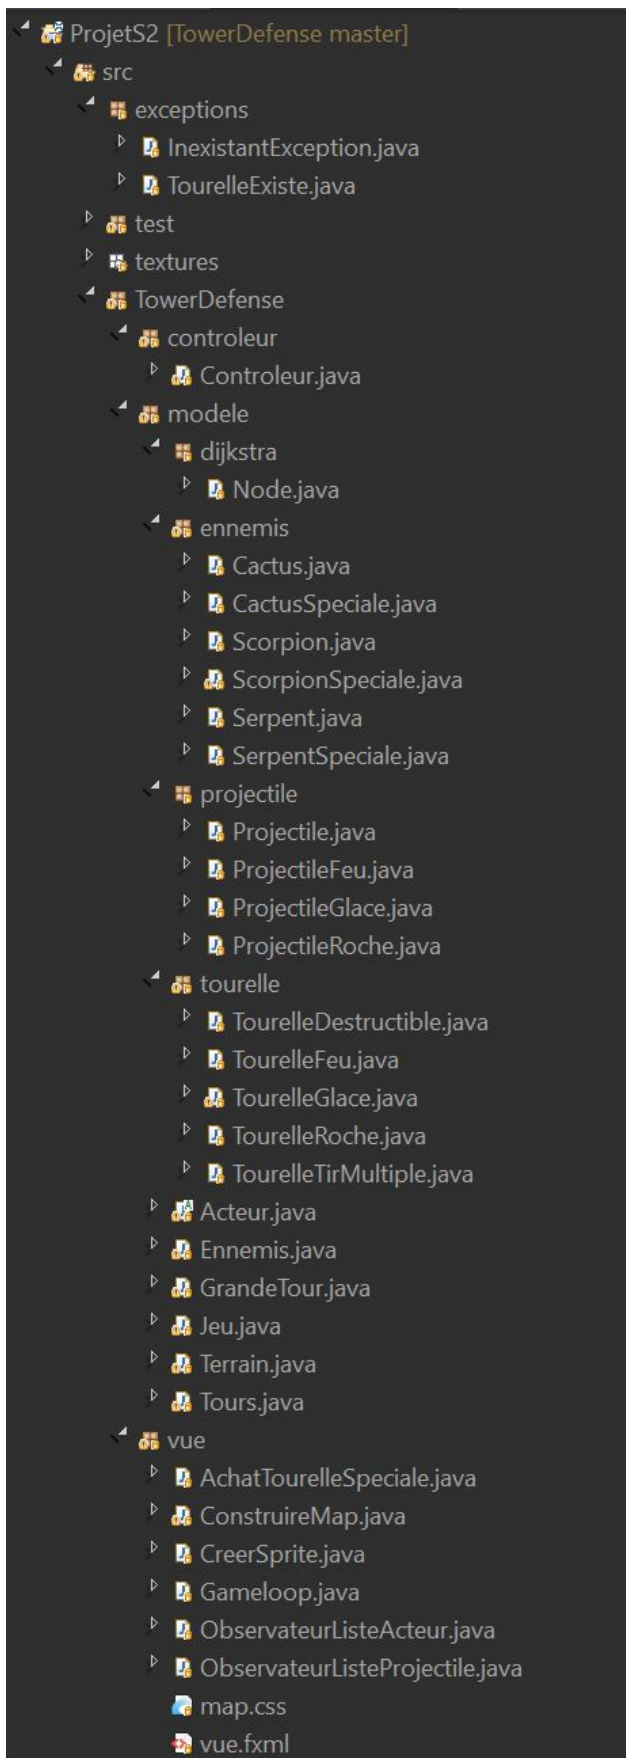 ProjetS2 [TowerDefense master]
src
exceptions
InexistantException.java
TourelleExiste.java
test
textures
TowerDefense
controleur
Controleur.java
modele
dijkstra
Node.java
ennemis
Cactus.java
CactusSpeciale.java
Scorpion.java
ScorpionSpeciale.java
Serpent.java
SerpentSpeciale.java
projectile
Projectile.java
ProjectileFeu.java
ProjectileGlace.java
ProjectileRoche.java
tourelle
TourelleDestructible.java
TourelleFeu.java
TourelleGlace.java
TourelleRoche.java
TourelleTirMultiple.java
Acteur.java
Ennemis.java
GrandeTour.java
Jeu.java
Terrain.java
Tours.java
vue
AchatTourelleSpeciale.java
ConstruireMap.java
CreerSprite.java
Gameloop.java
ObservateurListeActeur.java
ObservateurListeProjectile.java
map.css
vue.fxml